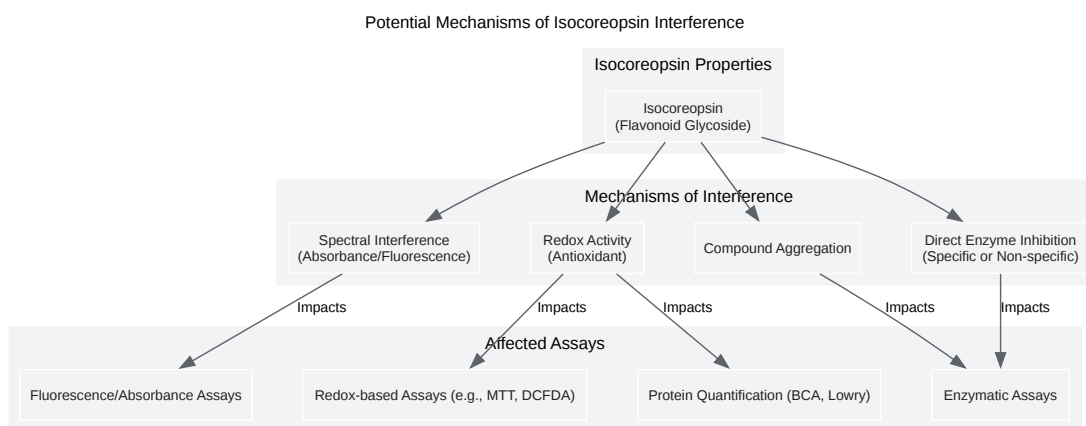 Potential Mechanisms of Isocoreopsin Interference
Isocoreopsin Properties
Isocoreopsin
(Flavonoid Glycoside)
Mechanisms of Interference
Spectral Interference
(Absorbance/Fluorescence)
Redox Activity
(Antioxidant)
Compound Aggregation
Direct Enzyme Inhibition
(Specific or Non-specific)
Impacts
Impacts
Impacts
Impacts
Impacts
Affected Assays
Fluorescence/Absorbance Assays
Redox-based Assays (e.g., MTT, DCFDA)
Protein Quantification (BCA, Lowry)
Enzymatic Assays